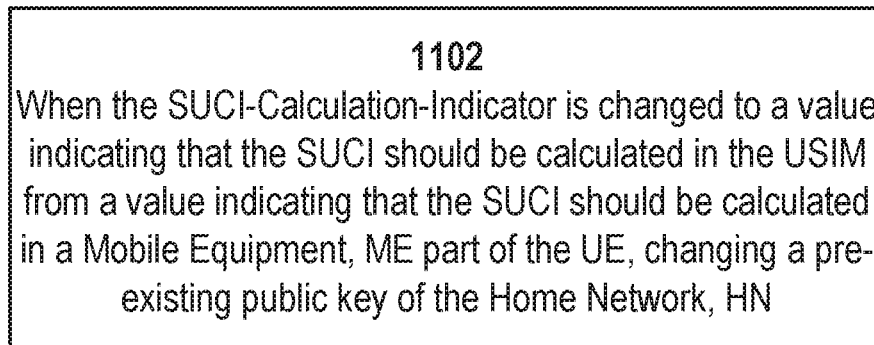 1102
When the SUCI-Calculation-Indicator is changed to a value
indicating that the SUCI should be calculated in the USIM
from a value indicating that the SUCI should be calculated
in a Mobile Equipment, ME part of the UE, changing a pre-
existing public key of the Home Network, HN